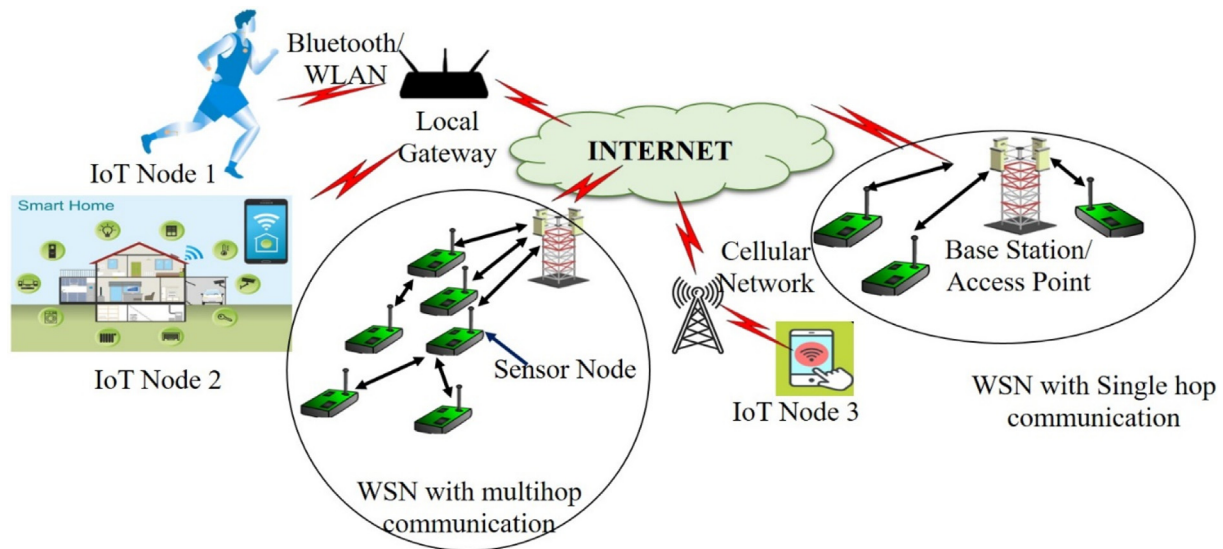 Bluetooth/
WLAN
Local
Gateway
IoT Node 1
INTERNET
Smart Home
IoT Node 2
Cellular
Network
Base Station/
Access Point
Sensor Node
IoT Node 3
WSN with Single hop
communication
WSN with multihop
communication